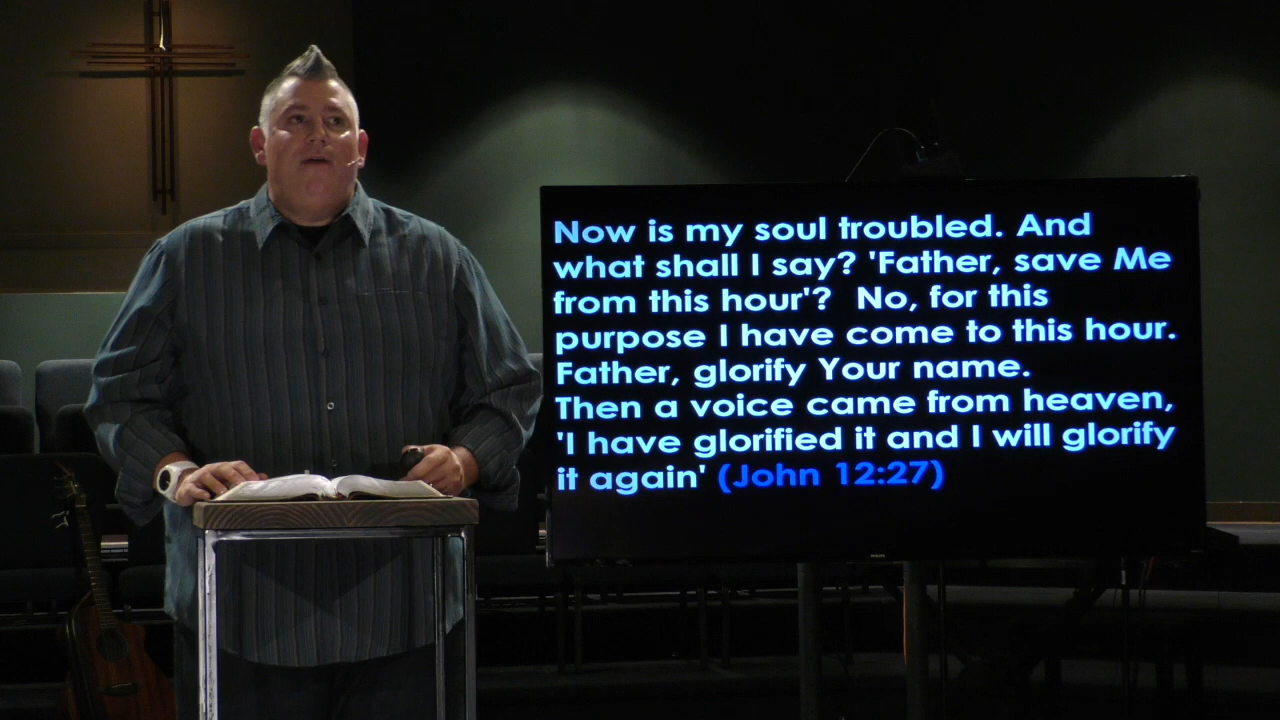 Now is my soul troubled. And
what shall I say? 'Father, save Me
from this hour'?  No, for this
purpose I have come to this hour.
Father, glorify Your name.
Then a voice came from heaven,
'I have glorified it and I will glorify
it again' (John 12:27)
PHILIPS